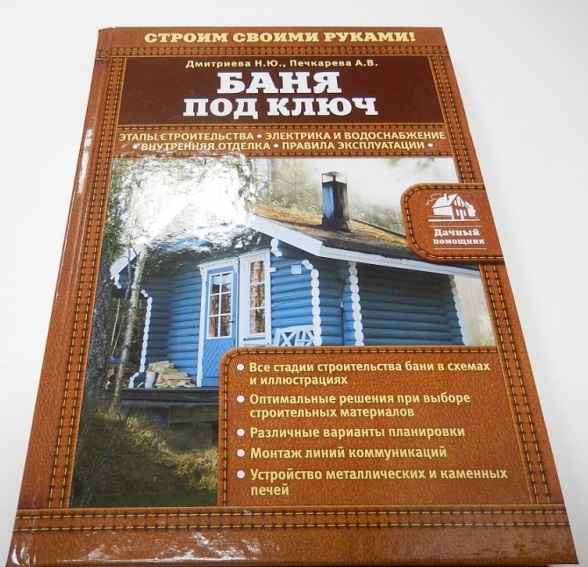 СТРОИМ СВОИМИ РУКАМИ!
Дмитриева Н.Ю., Печкарева А.В.
БАНЯ
ПОД КЛЮЧ
ЭТАПЫ СТРОИТЕЛЬСТВА • ЭЛЕКТРИКА И ВОДОСНАБЖЕНИЕ
• ВНУТРЕННЯЯ ОТДЕЛКА • ПРАВИЛА ЭКСПЛУАТАЦИИ •
Дачный
помощник
• Все стадии строительства бани в схемах
и иллюстрациях
• Оптимальные решения при выборе
строительных материалов
• Различные варианты планировки
• Монтаж линий коммуникаций
• Устройство металлических и каменных
печей